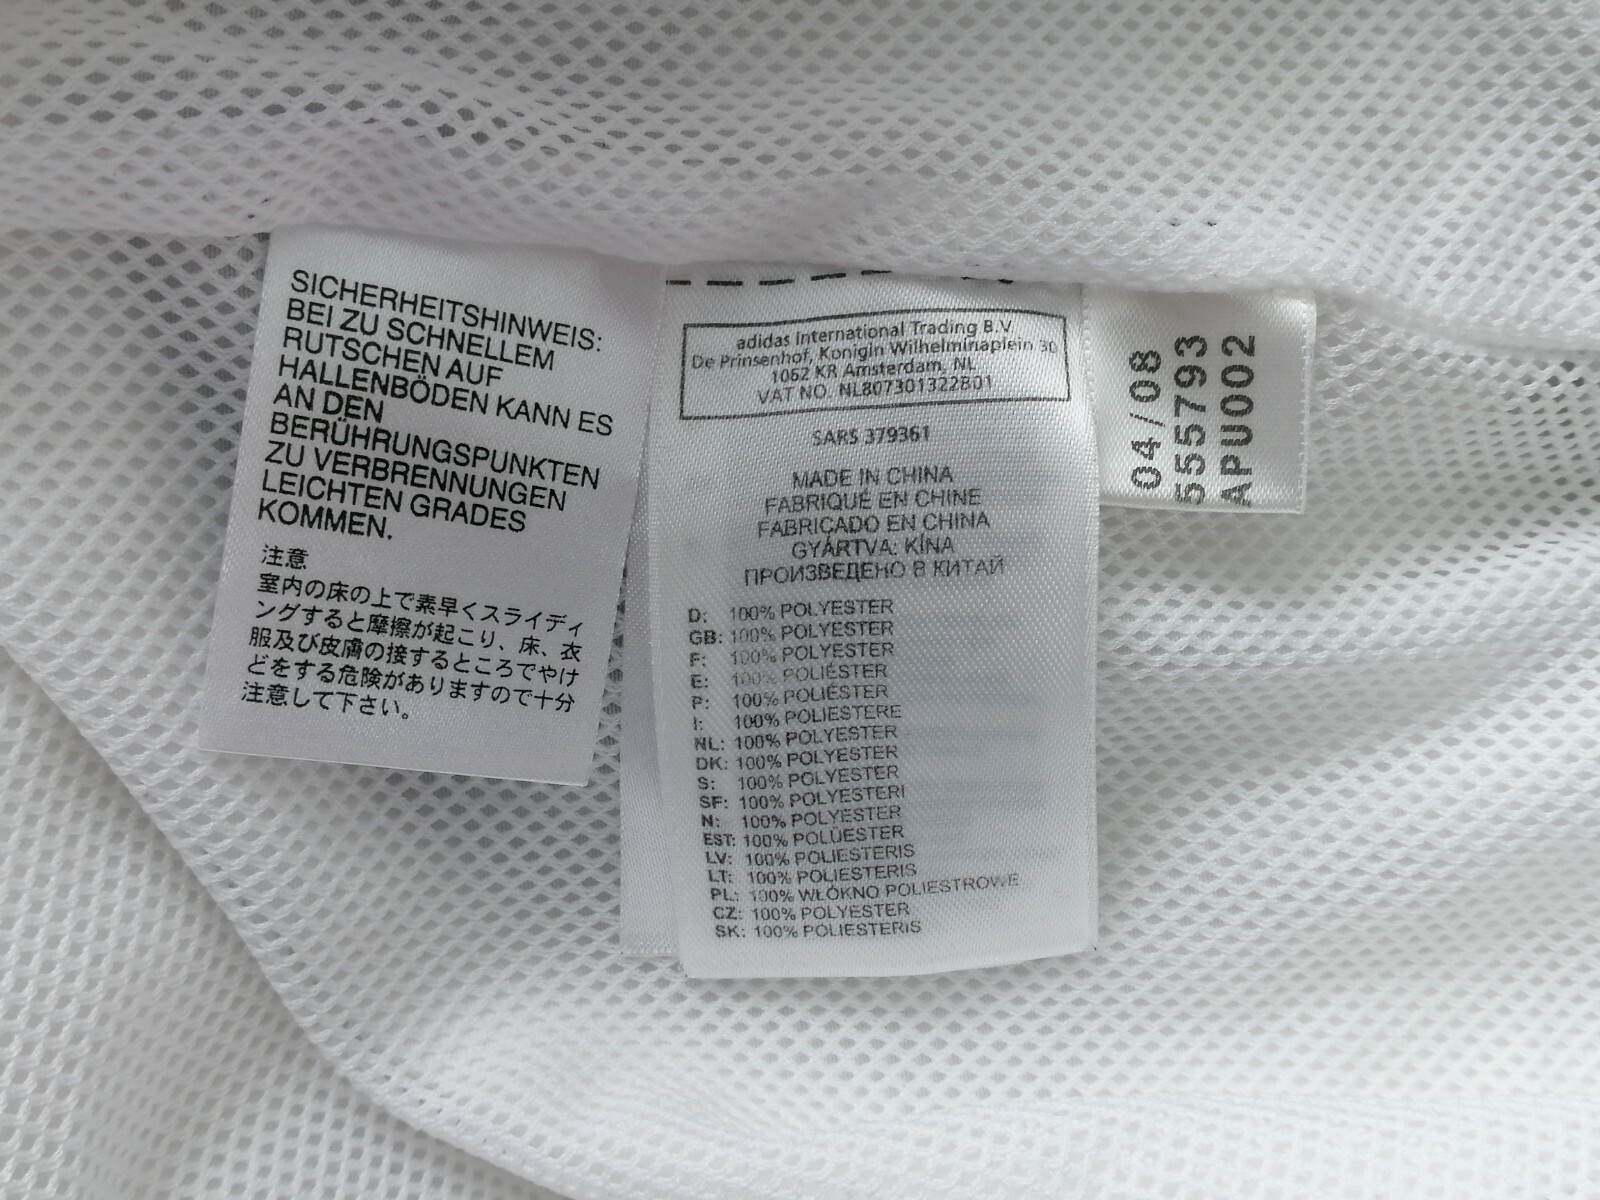 SICHERHEITSHINWEIS:
BEI ZU SCHNELLEM
RUTSCHEN AUF
HALLENBÖDEN KANN ES
AN DEN
BERÜHRUNGSPUNKTEN
ZU VERBRENNUNGEN
LEICHTEN GRADES
KOMMEN.
注意
室内の床の上で素早くスライディ
ングすると摩擦が起こり、床、衣
服及び皮膚の接するところでやけ
どをする危険がありますので十分
注意して下さい。
adidas International Trading B.V
De Prinsenhof, Konigin Wilhelminaplein 30
1062 KR Amsterdam, NL
VAT NO. NL807301322B01
SARS 379361
MADE IN CHINA
FABRIQUÉ EN CHINE
FABRICADO EN CHINA
GYÁRTVA: KÍNA
ПРОИЗВЕДЕНО В КИТАЙ
D: 100% POLYESTER
GB: 100% POLYESTER
F: 100% POLYESTER
E: 100% POLIÉSTER
P: 100% POLIÉSTER
I: 100% POLIESTERE
NL: 100% POLYESTER
DK: 100% POLYESTER
S: 100% POLYESTER
SF: 100% POLYESTERI
N: 100% POLYESTER
EST: 100% POLÜESTER
LV: 100% POLIESTERIS
LT: 100% POLIESTERIS
PL: 100% WŁÓKNO POLIESTROWE
CZ: 100% POLYESTER
SK: 100% POLIESTERIS
04/08
555793
APU002